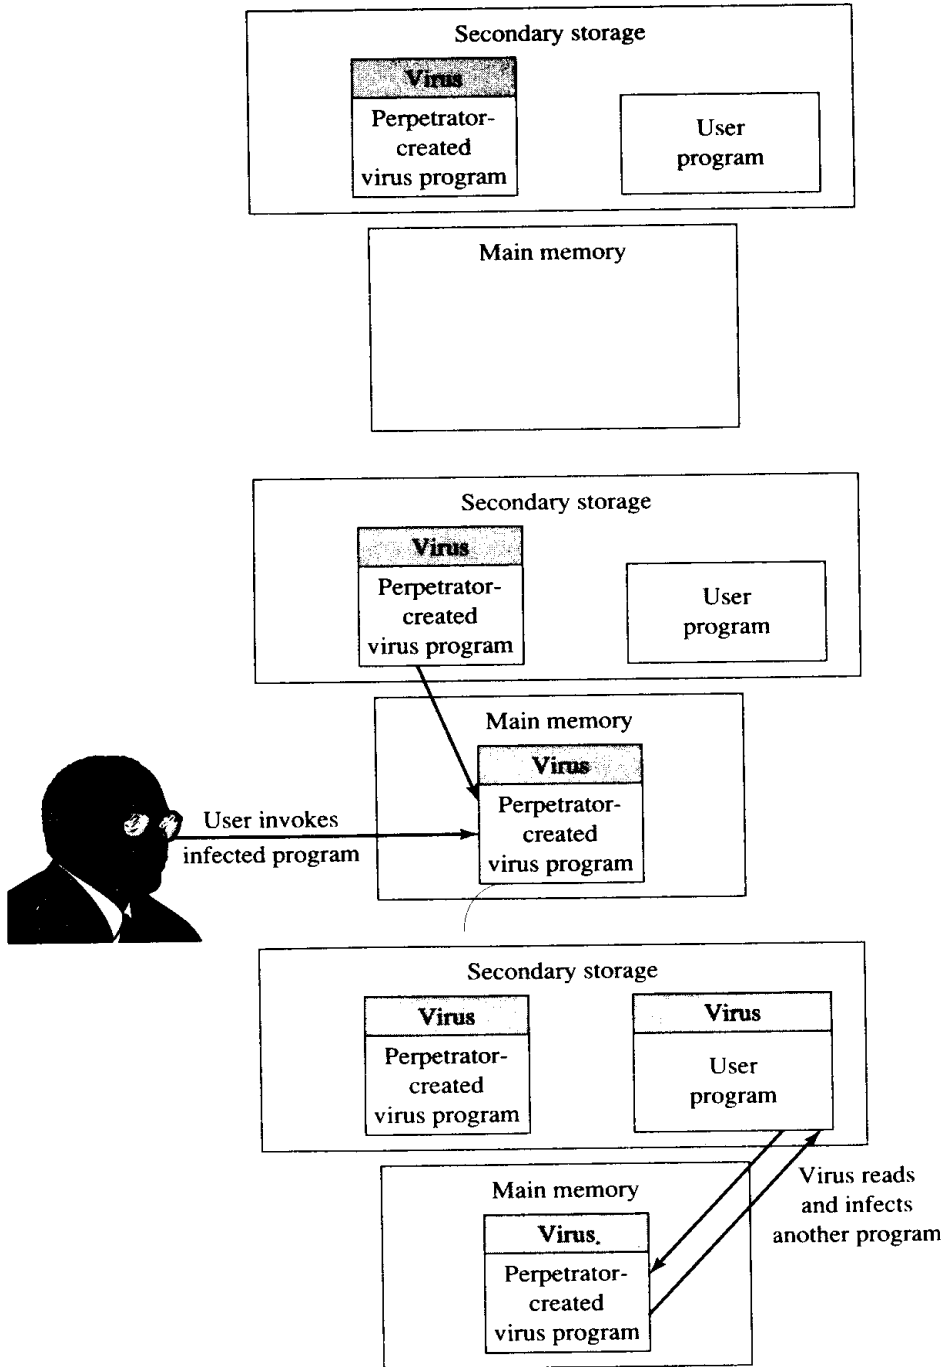 Secondary storage
Virus
Perpetrator-
created
virus program
User
program
Main memory
Secondary storage
Virus
Perpetrator-
created
virus program
User
program
Main memory
Virus
Perpetrator-
created
virus program
User invokes
infected program
Secondary storage
Virus
Perpetrator-
created
virus program
Virus
User
program
Main memory
Virus.
Perpetrator-
created
virus program
Virus reads
and infects
another program